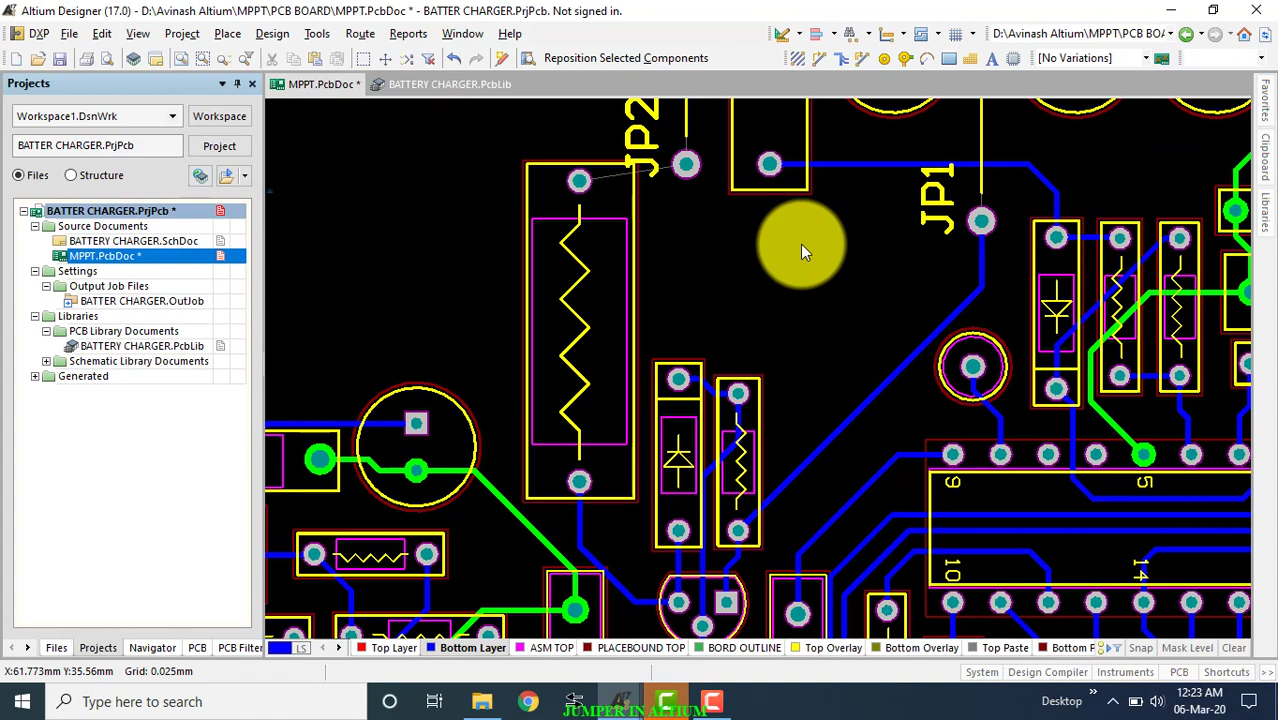 Altium Designer (17.0) - D:\Avinash Altium\MPPT\PCB BOARD\MPPT.PcbDoc * - BATTER CHARGER.PrjPcb. Not signed in.
DXP File Edit View Project Place Design Tools Route Reports Window Help
D:\Avinash Altium\MPPT\PCB BOA
Reposition Selected Components
[No Variations]
Projects
MPPT.PcbDoc *
BATTERY CHARGER.PcbLib
Workspace1.DsnWrk
Workspace
BATTER CHARGER.PrjPcb
Project
Files
Structure
BATTER CHARGER.PrjPcb *
Source Documents
BATTERY CHARGER.SchDoc
MPPT.PcbDoc *
Settings
Output Job Files
BATTER CHARGER.OutJob
Libraries
PCB Library Documents
BATTERY CHARGER.PcbLib
Schematic Library Documents
Generated
JP2
JP1
9
5
10
14
Favorites
Clipboard
Libraries
Files Projects Navigator PCB PCB Filter
LS
Top Layer
Bottom Layer
ASM TOP
PLACEBOUND TOP
BORD OUTLINE
Top Overlay
Bottom Overlay
Top Paste
Bottom P
Snap
Mask Level
Clear
X:61.773mm Y:35.56mm Grid: 0.025mm
System
Design Compiler
Instruments
PCB
Shortcuts
>>
Type here to search
JUMPER IN ALTIUM
Desktop
12:23 AM
06-Mar-20